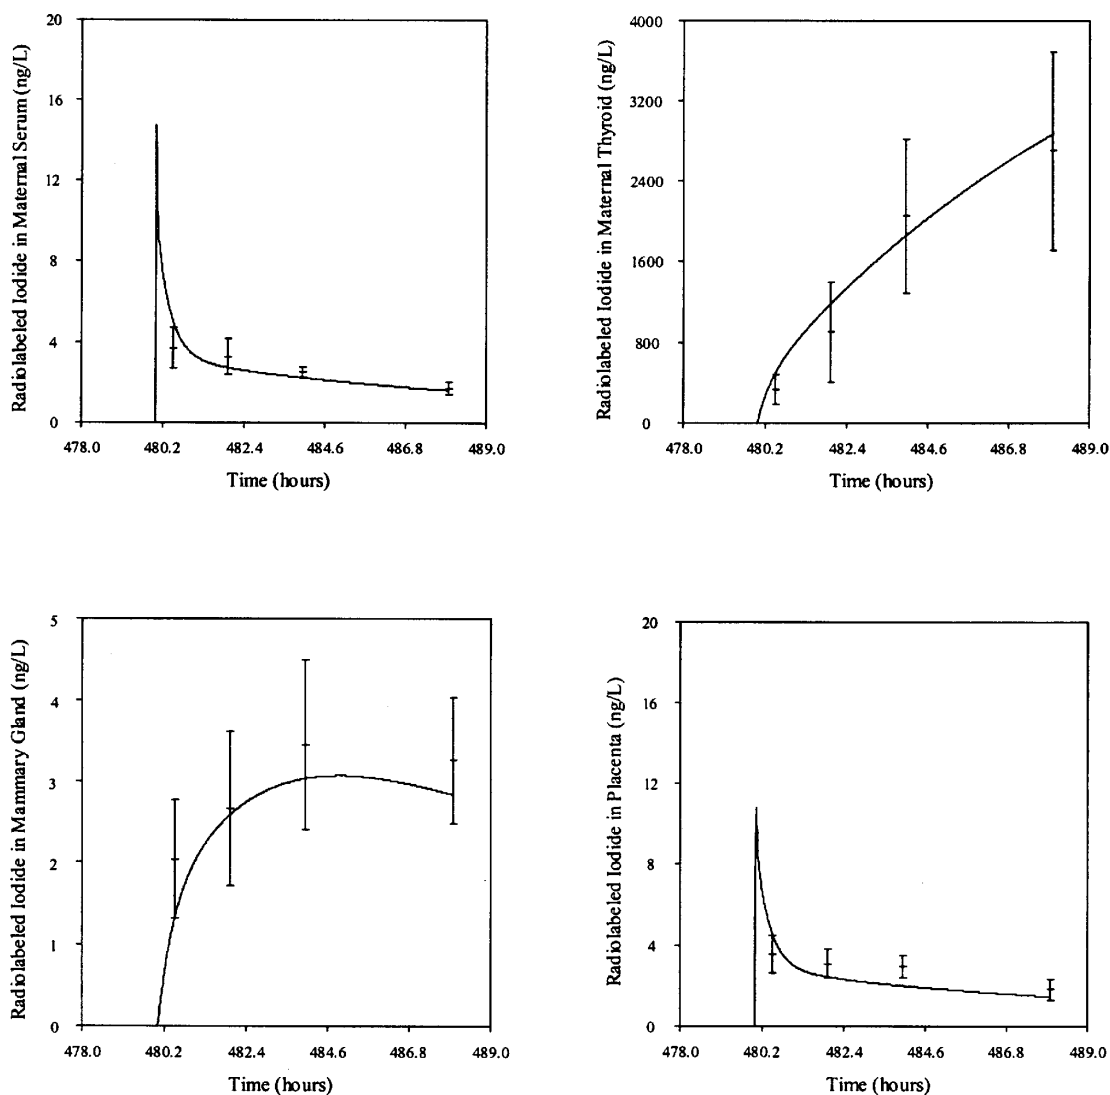 Radiolabeled Iodide in Maternal Serum (ng/L)
20
16
12
8
4
0
478.0 480.2 482.4 484.6 486.8 489.0
Time (hours)
Radiolabeled Iodide in Maternal Thyroid (ng/L)
4000
3200
2400
1600
800
0
478.0 480.2 482.4 484.6 486.8 489.0
Time (hours)
Radiolabeled Iodide in Mammary Gland (ng/L)
5
4
3
2
1
0
478.0 480.2 482.4 484.6 486.8 489.0
Time (hours)
Radiolabeled Iodide in Placenta (ng/L)
20
16
12
8
4
0
478.0 480.2 482.4 484.6 486.8 489.0
Time (hours)